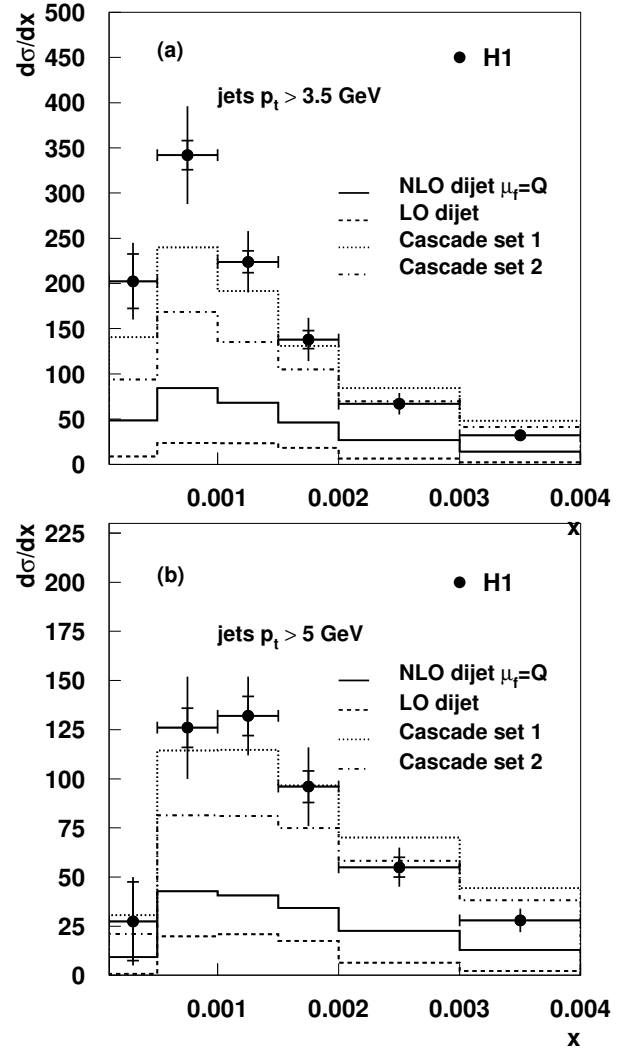 dσ/dx
500
450
400
350
300
250
200
150
100
50
0
(a)
H1
jets p_t > 3.5 GeV
NLO dijet μ_f=Q
LO dijet
Cascade set 1
Cascade set 2
0.001 0.002 0.003 0.004
x
dσ/dx
225
200
175
150
125
100
75
50
25
0
(b)
H1
jets p_t > 5 GeV
NLO dijet μ_f=Q
LO dijet
Cascade set 1
Cascade set 2
0.001 0.002 0.003 0.004
x